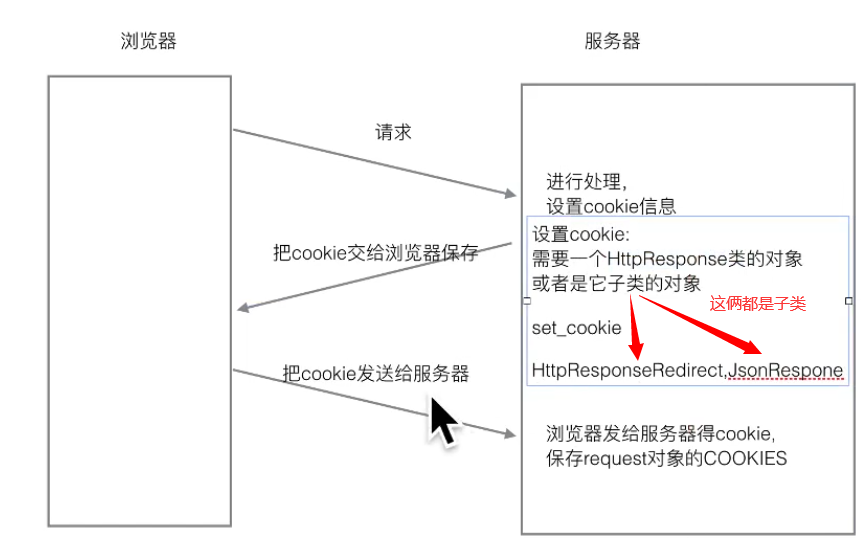 浏览器
服务器
请求
进行处理，
设置cookie信息
设置cookie:
需要一个HttpResponse类的对象
或者是它子类的对象
把cookie交给浏览器保存
这俩都是子类
set_cookie
HttpResponseRedirect,JsonRespone
把cookie发送给服务器
浏览器发给服务器得cookie,
保存request对象的COOKIES